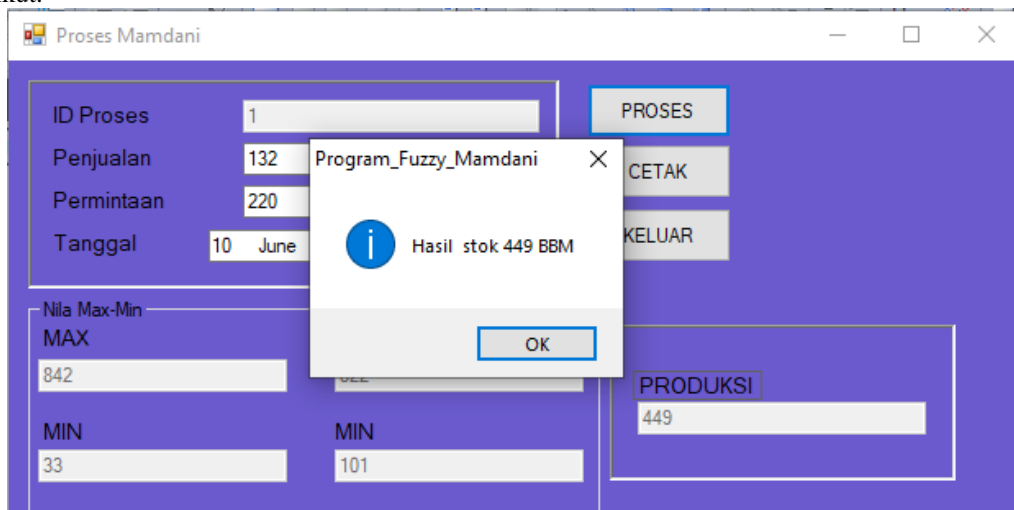 Proses Mamdani
ID Proses 1
Penjualan 132
Permintaan 220
Tanggal 10 June
PROSES
CETAK
KELUAR
Program_Fuzzy_Mamdani
Hasil stok 449 BBM
OK
Nila Max-Min
MAX
842
MIN MIN
33 101
PRODUKSI
449